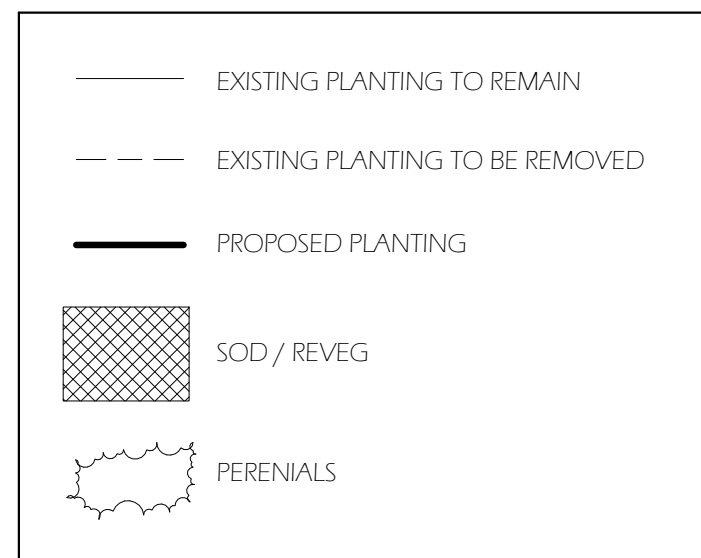 EXISTING PLANTING TO REMAIN
EXISTING PLANTING TO BE REMOVED
PROPOSED PLANTING
SOD / REVEG
PERENIALS